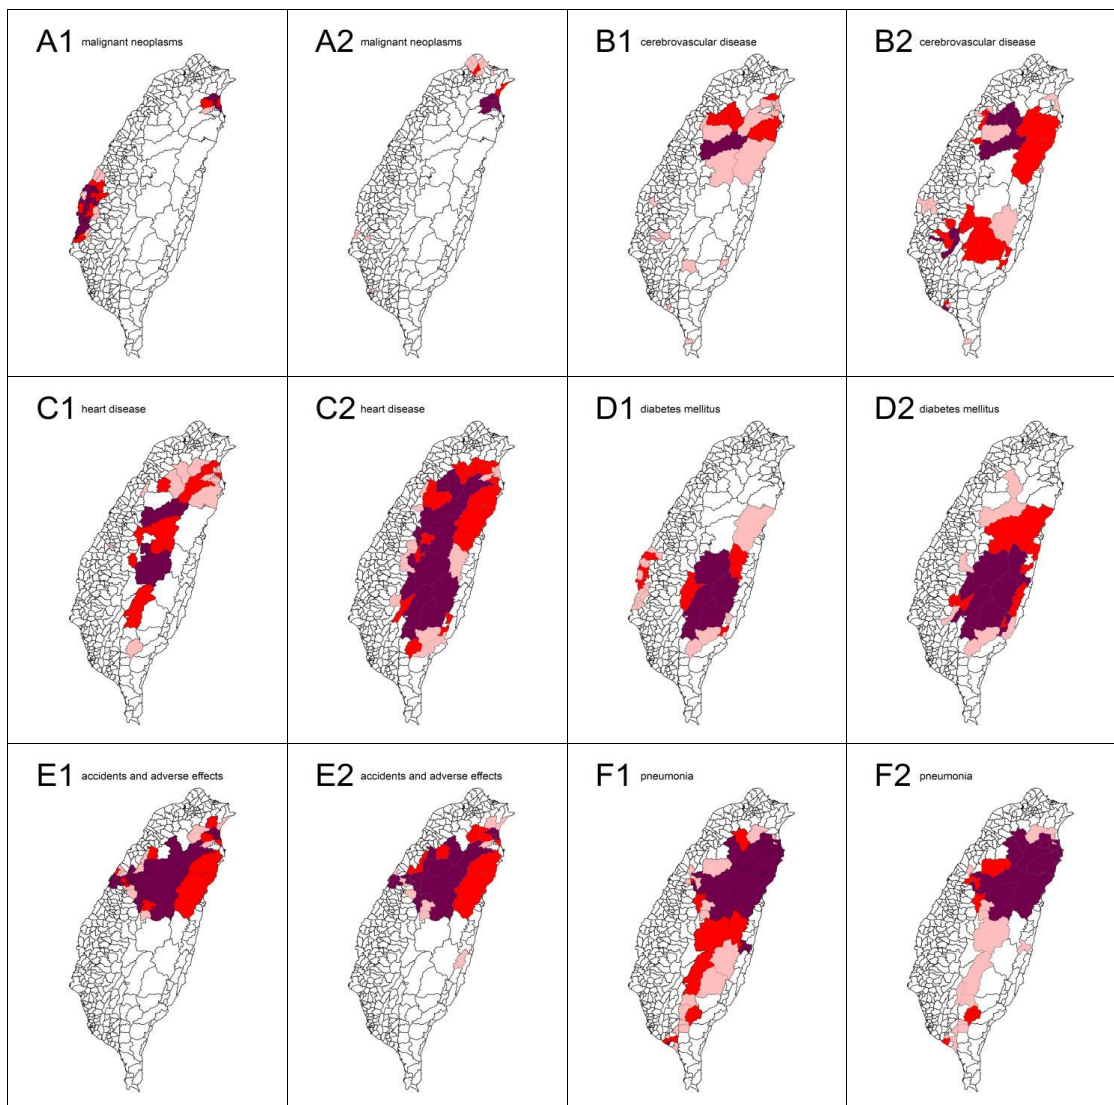 A1 malignant neoplasms
A2 malignant neoplasms
B1 cerebrovascular disease
B2 cerebrovascular disease
C1 heart disease
C2 heart disease
D1 diabetes mellitus
D2 diabetes mellitus
E1 accidents and adverse effects
E2 accidents and adverse effects
F1 pneumonia
F2 pneumonia